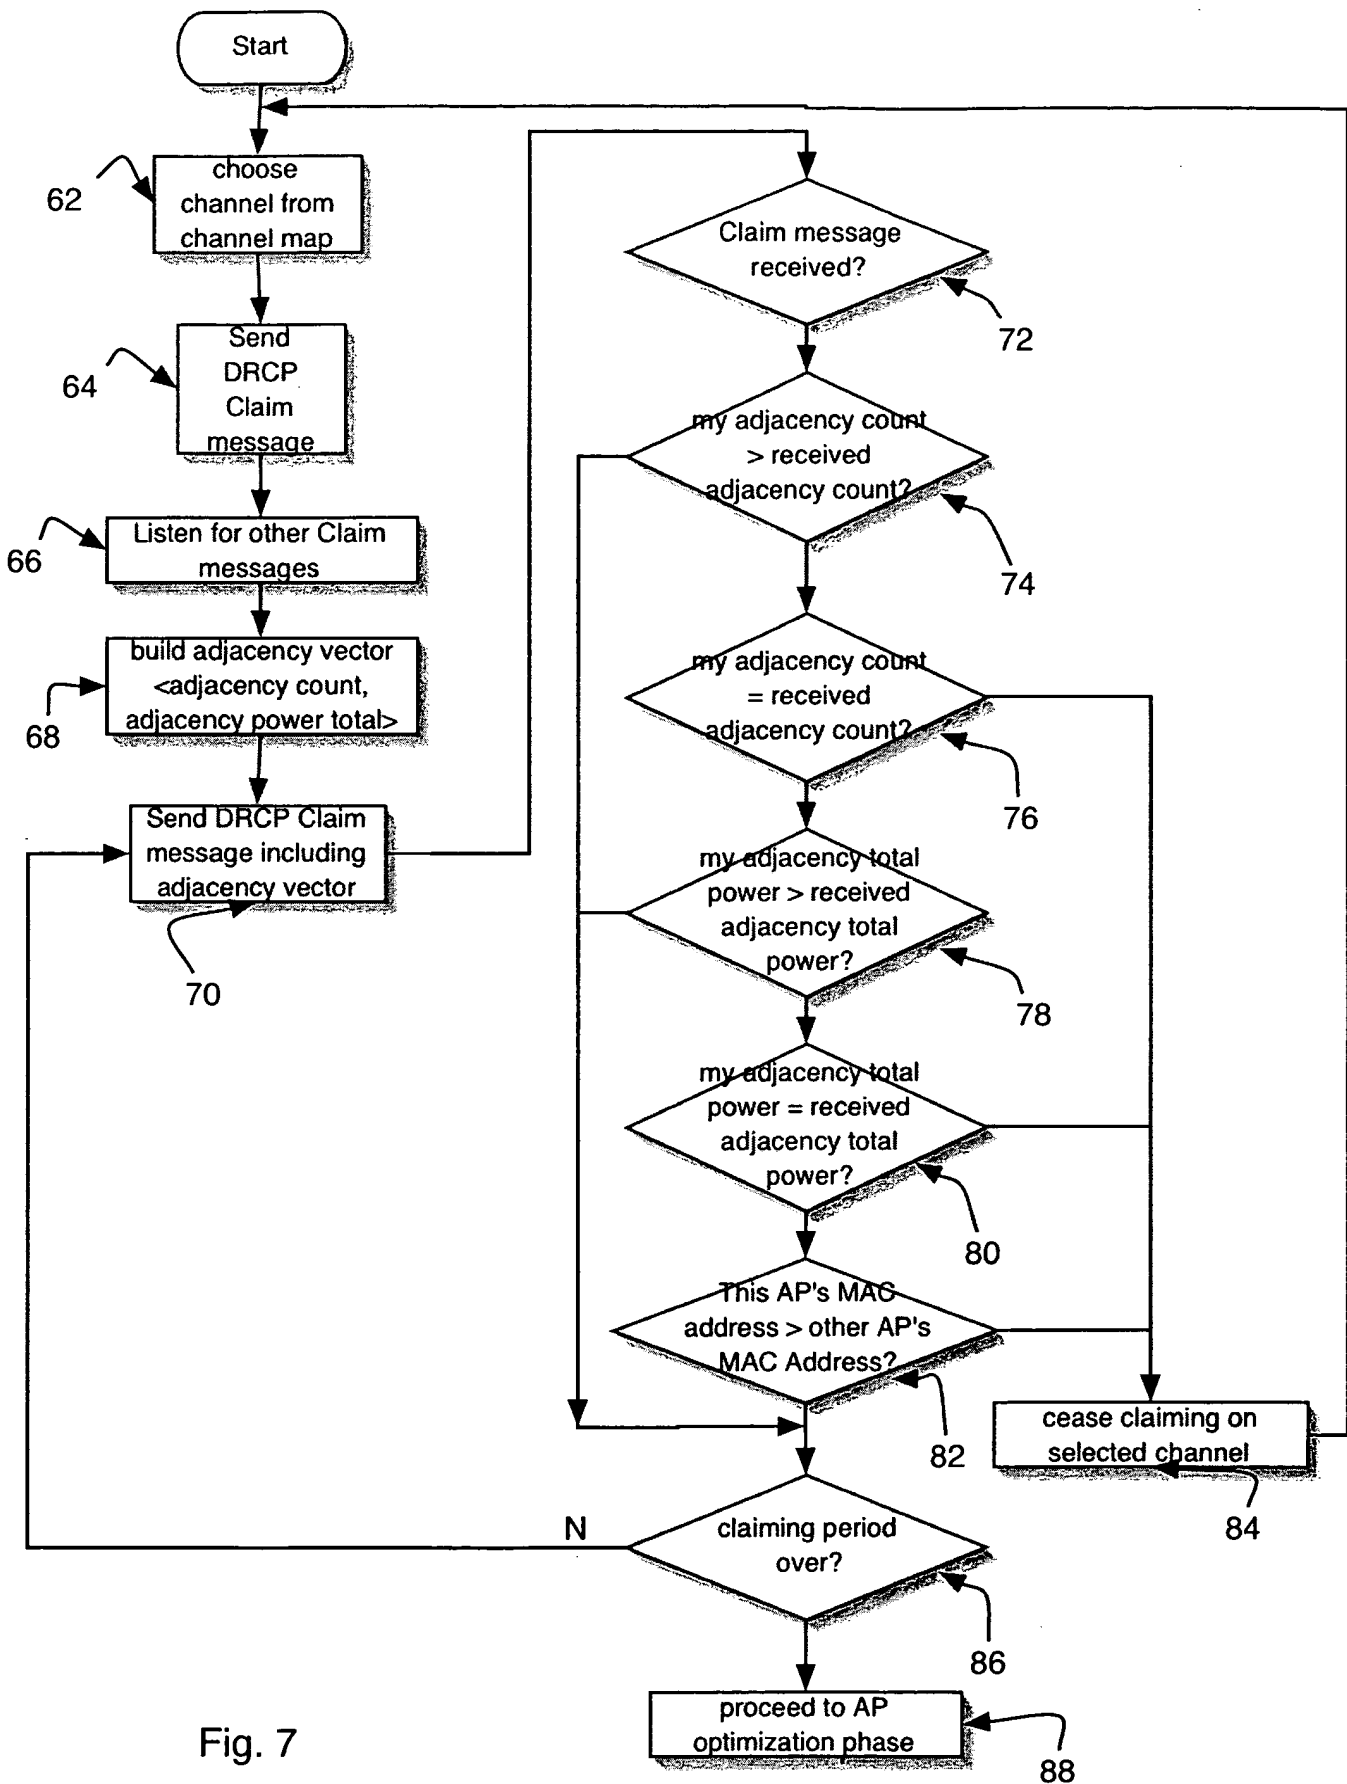 Start
choose
channel from
channel map
62
Send
DRCP
Claim
message
64
Listen for other Claim
messages
66
build adjacency vector
<adjacency count,
adjacency power total>
68
Send DRCP Claim
message including
adjacency vector
70
Claim message
received?
72
my adjacency count
> received
adjacency count?
74
my adjacency count
= received
adjacency count?
76
my adjacency total
power > received
adjacency total
power?
78
my adjacency total
power = received
adjacency total
power?
80
This AP's MAC
address > other AP's
MAC Address?
82
cease claiming on
selected channel
84
N
claiming period
over?
86
proceed to AP
optimization phase
88
Fig. 7